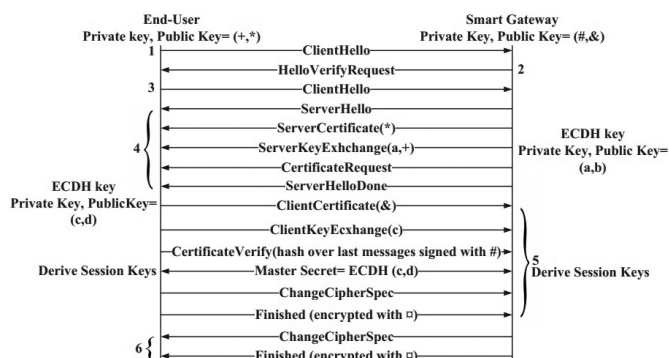 End-User
Private key, Public Key= (+,*)
Smart Gateway
Private Key, Public Key= (#,&)
1
ClientHello
HelloVerifyRequest
2
3
ClientHello
ServerHello
ServerCertificate(*)
4
ServerKeyExhchange(a,+)
ECDH key
Private Key, Public Key=
(a,b)
CertificateRequest
ServerHelloDone
ECDH key
Private Key, PublicKey=
(c,d)
ClientCertificate(&)
ClientKeyEcxhange(c)
CertificateVerify(hash over last messages signed with #)
5
Derive Session Keys
Master Secret= ECDH (c,d)
Derive Session Keys
ChangeCipherSpec
Finished (encrypted with ¤)
6
ChangeCipherSpec
Finished (encrypted with ¤)